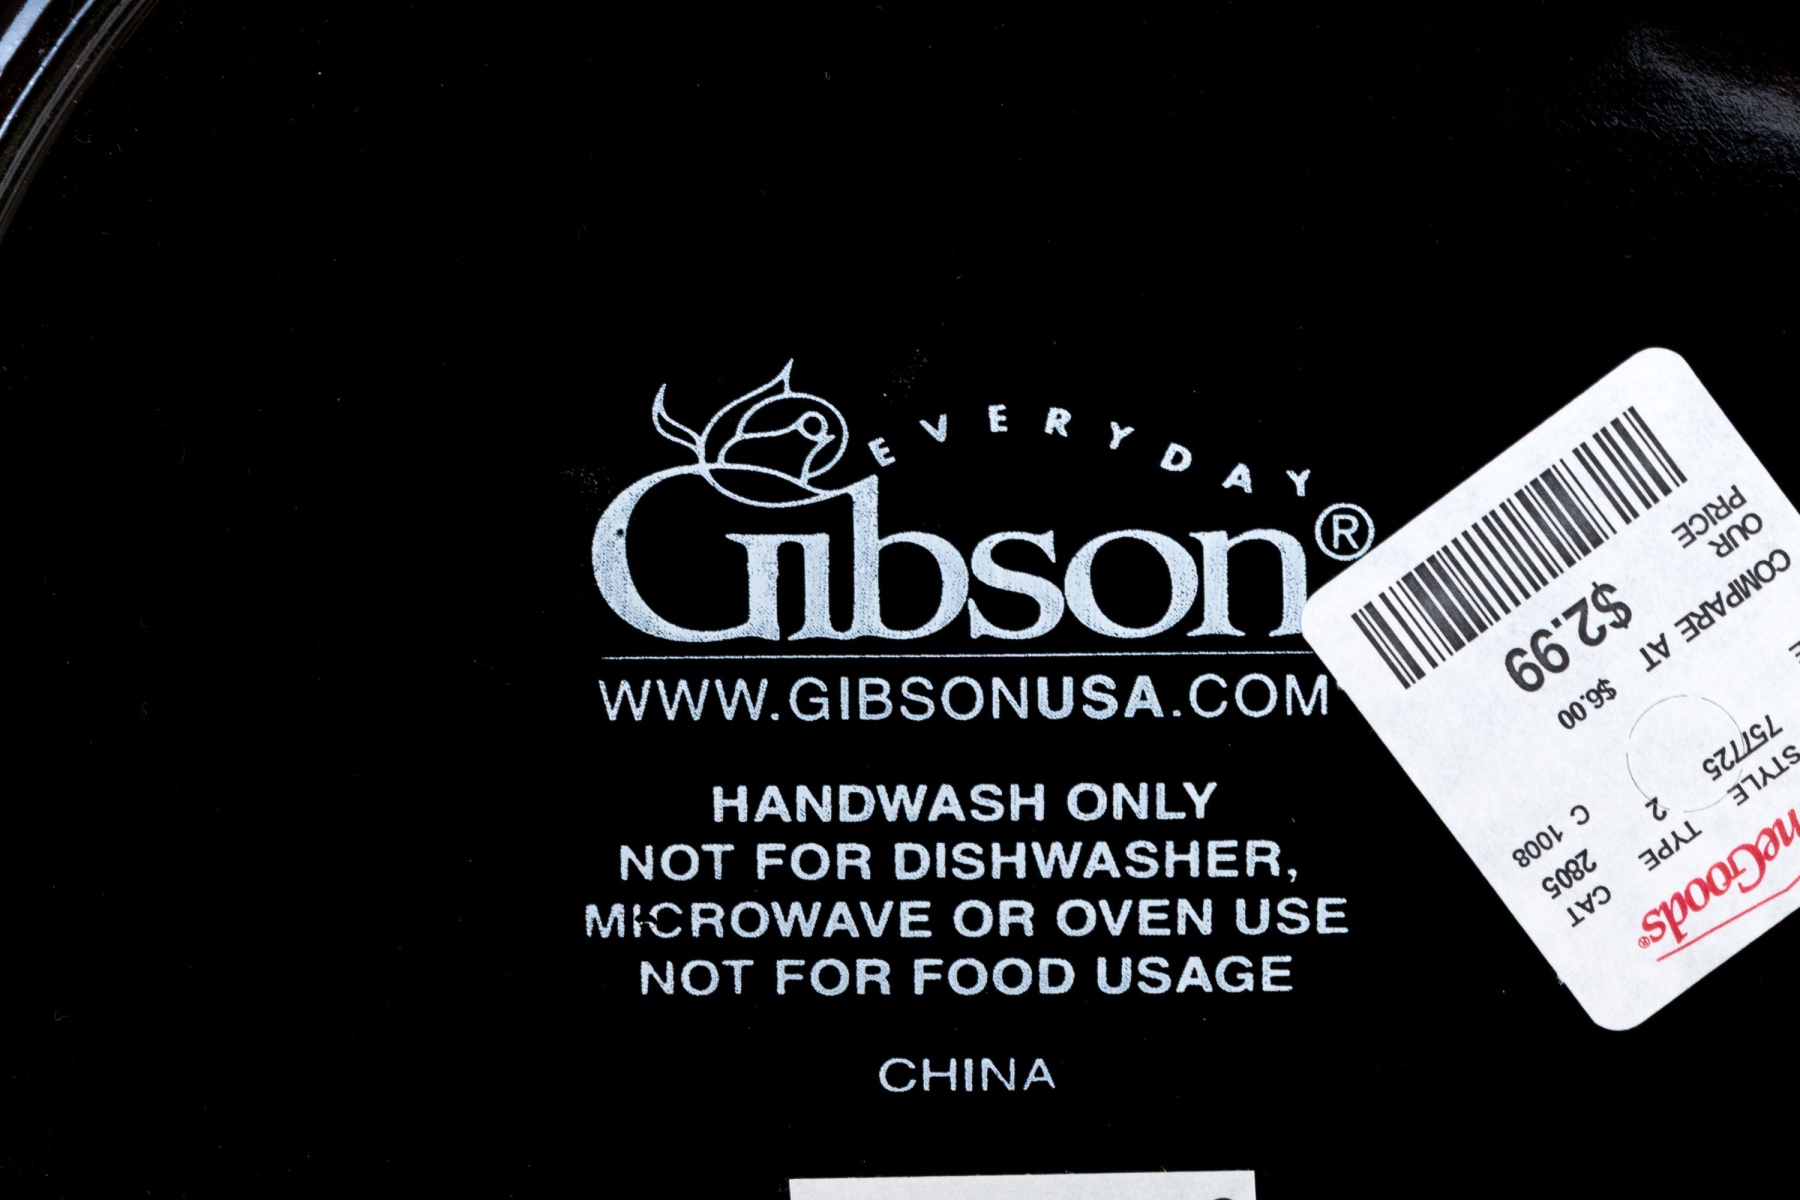 EVERYDAY
Gibson®
WWW.GIBSONUSA.COM
HANDWASH ONLY
NOT FOR DISHWASHER,
MICROWAVE OR OVEN USE
NOT FOR FOOD USAGE
CHINA
CAT
2805
C 1008
TYPE
2
STYLE
757725
COMPARE AT
$6.00
OUR
PRICE
$2.99